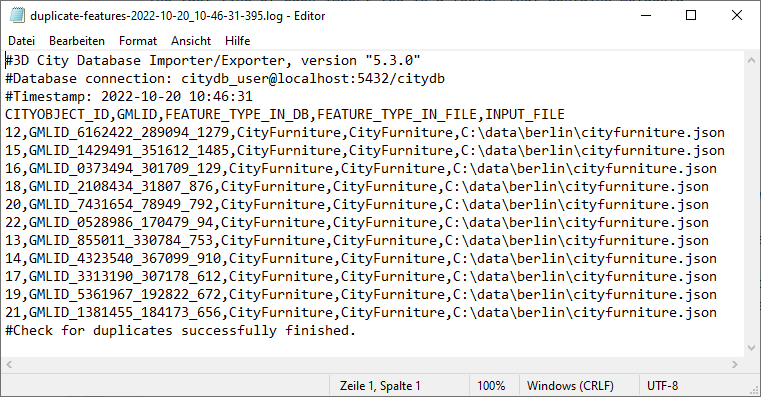 duplicate-features-2022-10-20_10-46-31-395.log - Editor
Datei Bearbeiten Format Ansicht Hilfe
#3D City Database Importer/Exporter, version "5.3.0"
#Database connection: citydb_user@localhost:5432/citydb
#Timestamp: 2022-10-20 10:46:31
CITYOBJECT_ID,GMLID,FEATURE_TYPE_IN_DB,FEATURE_TYPE_IN_FILE,INPUT_FILE
12,GMLID_6162422_289094_1279,CityFurniture,CityFurniture,C:\data\berlin\cityfurniture.json
15,GMLID_1429491_351612_1485,CityFurniture,CityFurniture,C:\data\berlin\cityfurniture.json
16,GMLID_0373494_301709_129,CityFurniture,CityFurniture,C:\data\berlin\cityfurniture.json
18,GMLID_2108434_31807_876,CityFurniture,CityFurniture,C:\data\berlin\cityfurniture.json
20,GMLID_7431654_78949_792,CityFurniture,CityFurniture,C:\data\berlin\cityfurniture.json
22,GMLID_0528986_170479_94,CityFurniture,CityFurniture,C:\data\berlin\cityfurniture.json
13,GMLID_855011_330784_753,CityFurniture,CityFurniture,C:\data\berlin\cityfurniture.json
14,GMLID_4323540_367099_910,CityFurniture,CityFurniture,C:\data\berlin\cityfurniture.json
17,GMLID_3313190_307178_612,CityFurniture,CityFurniture,C:\data\berlin\cityfurniture.json
19,GMLID_5361967_192822_672,CityFurniture,CityFurniture,C:\data\berlin\cityfurniture.json
21,GMLID_1381455_184173_656,CityFurniture,CityFurniture,C:\data\berlin\cityfurniture.json
#Check for duplicates successfully finished.
Zeile 1, Spalte 1 100% Windows (CRLF) UTF-8